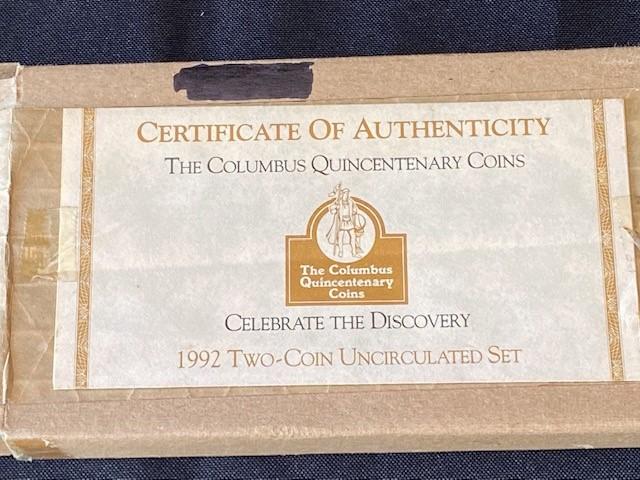 CERTIFICATE OF AUTHENTICITY
THE COLUMBUS QUINCENTENARY COINS
The Columbus
Quincentenary
Coins
CELEBRATE THE DISCOVERY
1992 TWO-COIN UNCIRCULATED SET